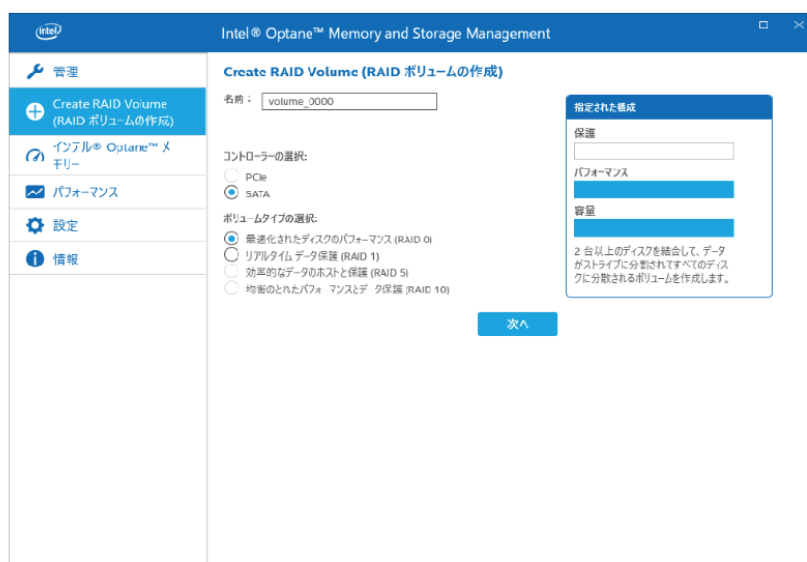 intel
Intel® Optane™ Memory and Storage Management
管理
Create RAID Volume
(RAID ボリュームの作成)
インテル® Optane™ メ
モリー
パフォーマンス
設定
情報
Create RAID Volume (RAID ボリュームの作成)
名前：
volume_0000
コントローラーの選択:
PCIe
SATA
ボリュームタイプの選択:
最適化されたディスクのパフォーマンス (RAID 0)
リアルタイム データ保護 (RAID 1)
効率的なデータのホストと保護 (RAID 5)
均衡のとれたパフォーマンスとデータ保護 (RAID 10)
次へ
指定された構成
保護
パフォーマンス
容量
2 台以上のディスクを結合して、データ
がストライプに分割されてすべてのディス
クに分散されるボリュームを作成します。